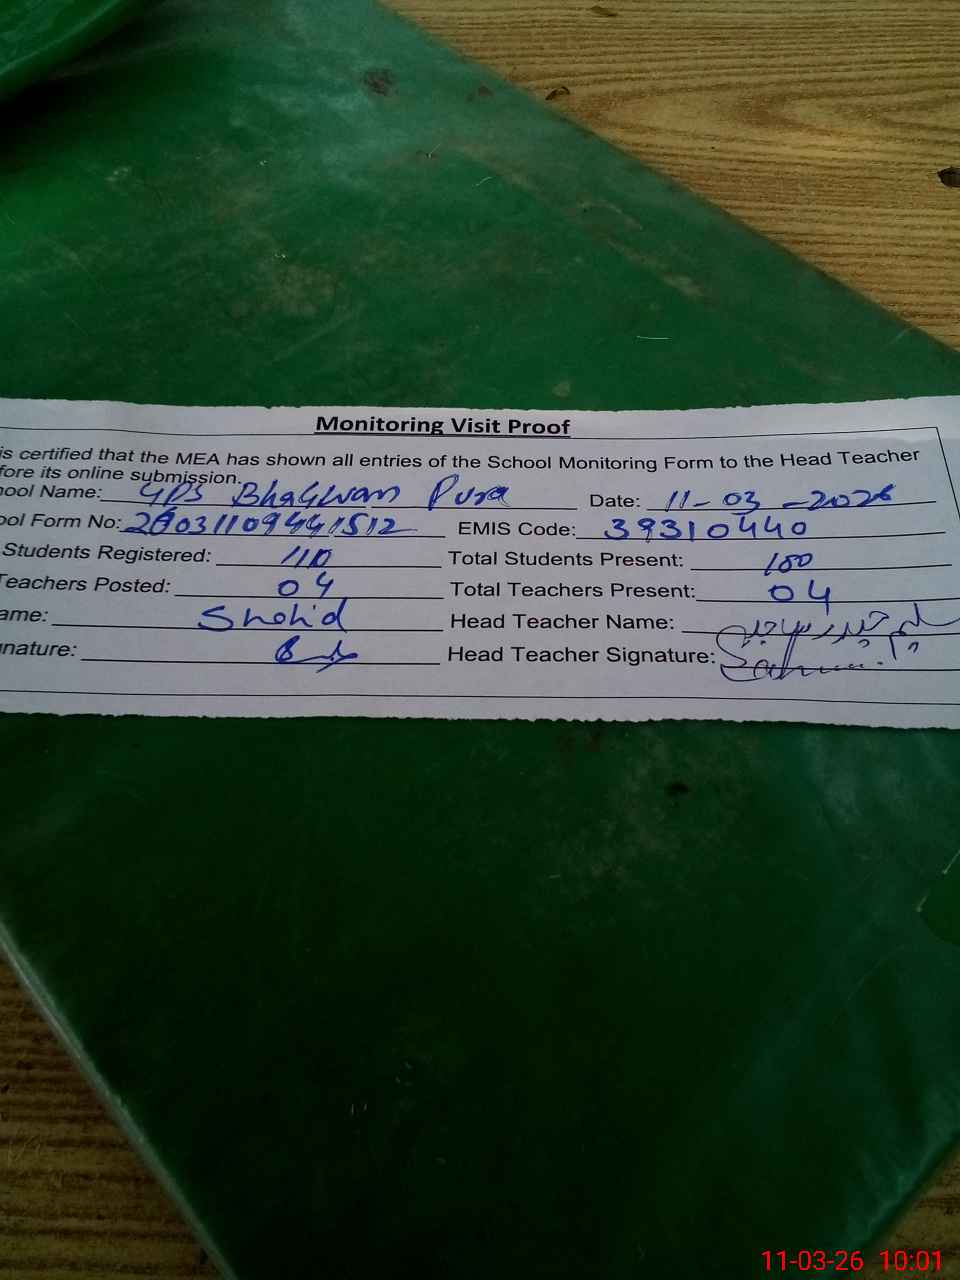 Monitoring Visit Proof
is certified that the MEA has shown all entries of the School Monitoring Form to the Head Teacher
fore its online submission.
hool Name: GPS Bhagwan Pura Date: 11-03-2026
ool Form No: EMIS Code: 39310440
Students Registered: 110 Total Students Present: 100
Teachers Posted: 04 Total Teachers Present: 04
ame: Shahid Head Teacher Name:
nature: Head Teacher Signature:
11-03-26 10:01